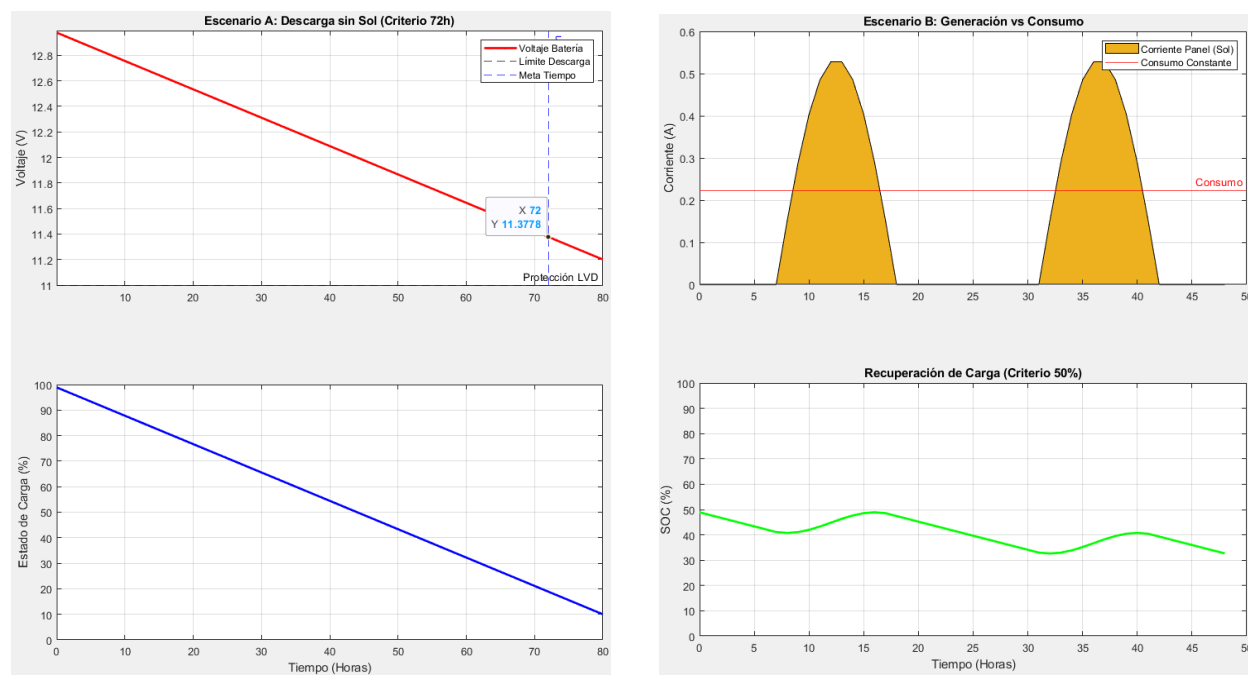 Escenario A: Descarga sin Sol (Criterio 72h)
Voltaje Batería
Límite Descarga
Meta Tiempo
Voltaje (V)
12.8
12.6
12.4
12.2
12
11.8
11.6
11.4
11.2
11
X 72
Y 11.3778
Protección LVD
10 20 30 40 50 60 70 80
Escenario B: Generación vs Consumo
Corriente Panel (Sol)
Consumo Constante
Corriente (A)
0.6
0.5
0.4
0.3
0.2
0.1
0
Consumo
0 5 10 15 20 25 30 35 40 45 50
Estado de Carga (%)
100
90
80
70
60
50
40
30
20
10
0
0 10 20 30 40 50 60 70 80
Tiempo (Horas)
Recuperación de Carga (Criterio 50%)
SOC (%)
100
90
80
70
60
50
40
30
20
10
0
0 5 10 15 20 25 30 35 40 45
Tiempo (Horas)